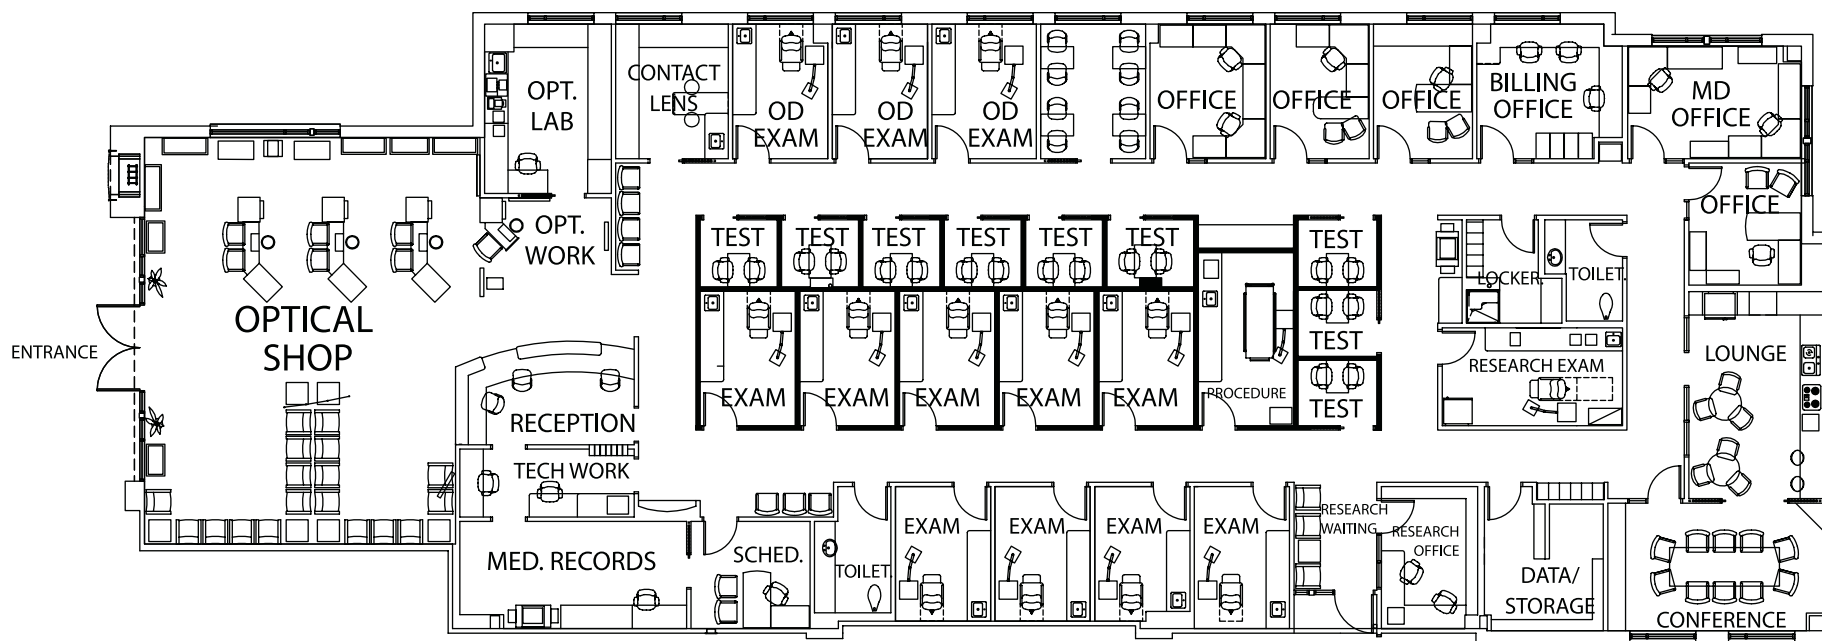 OPT.
LAB
CONTACT
LENS
OD
EXAM
OD
EXAM
OD
EXAM
OFFICE
OFFICE
OFFICE
BILLING
OFFICE
MD
OFFICE
OFFICE
OPT.
WORK
TEST
TEST
TEST
TEST
TEST
TEST
TEST
LOCKER.
TOILET.
ENTRANCE
OPTICAL
SHOP
TEST
LOUNGE
RESEARCH EXAM
EXAM
EXAM
EXAM
EXAM
EXAM
PROCEDURE
TEST
RECEPTION
TECH WORK
MED. RECORDS
SCHED.
TOILET.
EXAM
EXAM
EXAM
EXAM
RESEARCH
WAITING
RESEARCH
OFFICE
DATA/
STORAGE
CONFERENCE